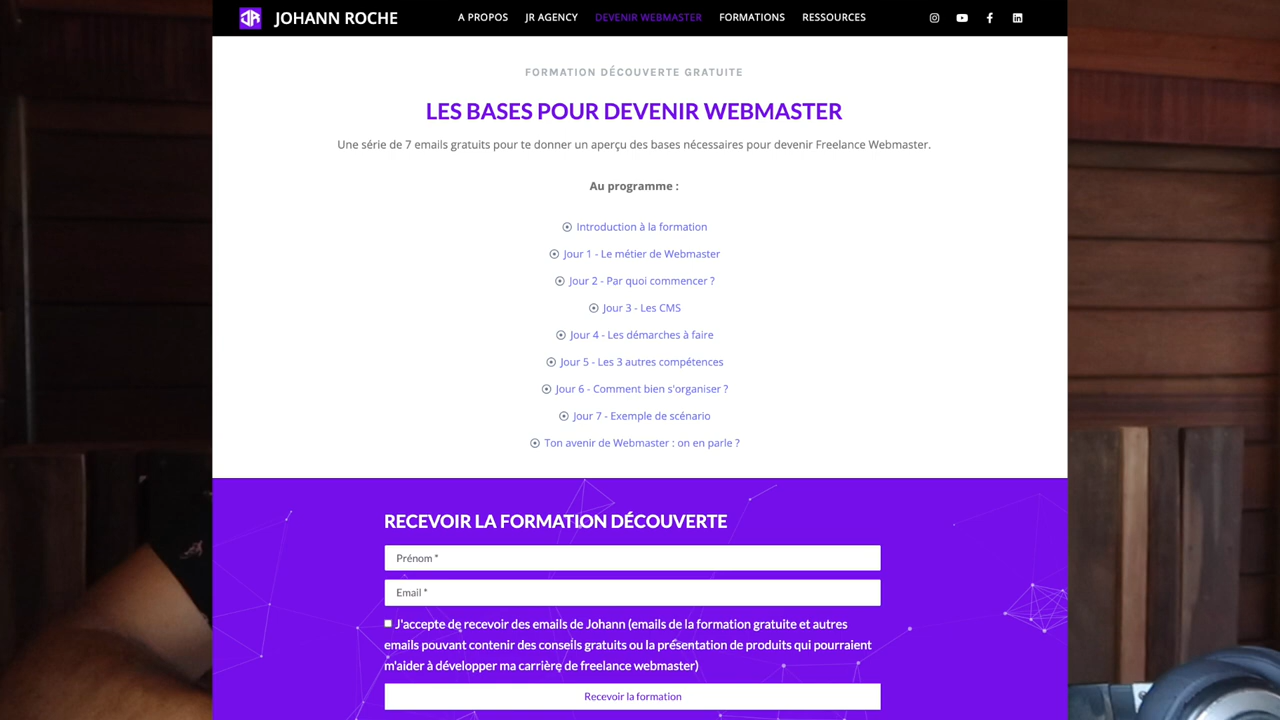 JOHANN ROCHE
A PROPOS
JR AGENCY
DEVENIR WEBMASTER
FORMATIONS
RESSOURCES
FORMATION DÉCOUVERTE GRATUITE
LES BASES POUR DEVENIR WEBMASTER
Une série de 7 emails gratuits pour te donner un aperçu des bases nécessaires pour devenir Freelance Webmaster.
Au programme :
Introduction à la formation
Jour 1 - Le métier de Webmaster
Jour 2 - Par quoi commencer ?
Jour 3 - Les CMS
Jour 4 - Les démarches à faire
Jour 5 - Les 3 autres compétences
Jour 6 - Comment bien s'organiser ?
Jour 7 - Exemple de scénario
Ton avenir de Webmaster : on en parle ?
RECEVOIR LA FORMATION DÉCOUVERTE
Prénom *
Email *
J'accepte de recevoir des emails de Johann (emails de la formation gratuite et autres
emails pouvant contenir des conseils gratuits ou la présentation de produits qui pourraient
m'aider à développer ma carrière de freelance webmaster)
Recevoir la formation